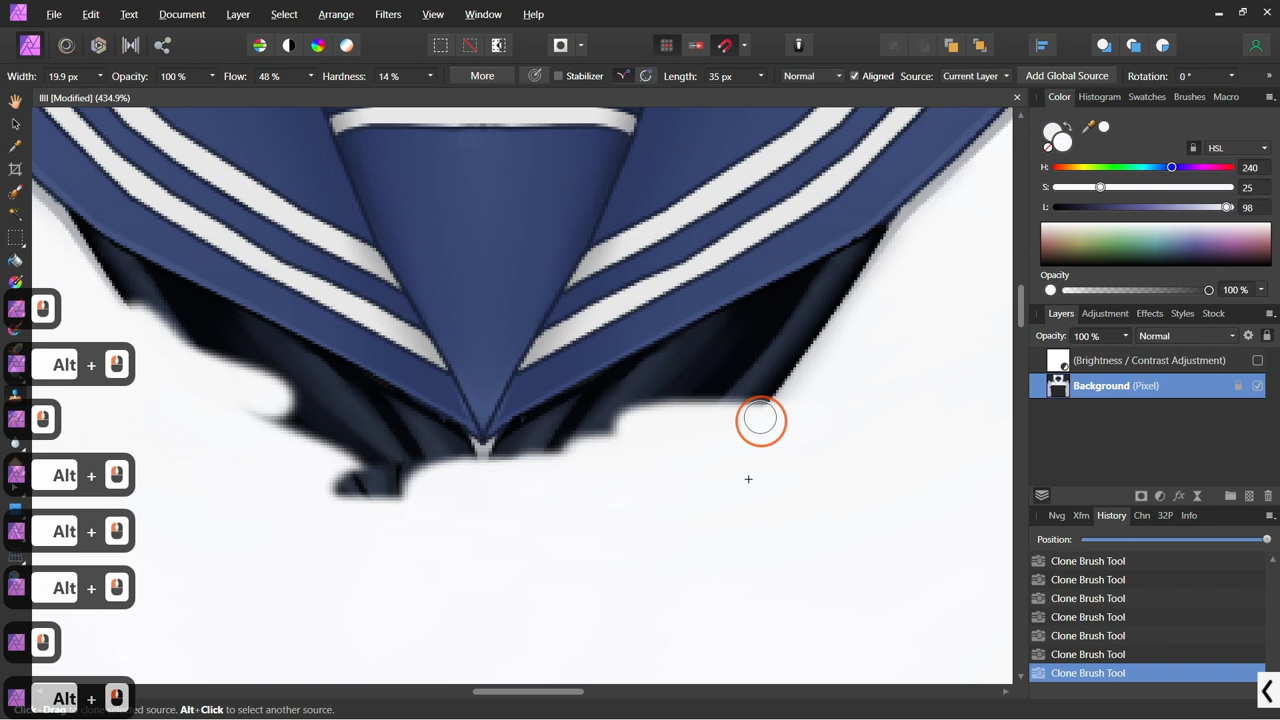 File Edit Text Document Layer Select Arrange Filters View Window Help
Width: 19.9 px Opacity: 100 % Flow: 48 % Hardness: 14 % More Stabilizer Length: 35 px Normal Aligned Source: Current Layer Add Global Source Rotation: 0 °
IIII [Modified] (434.9%)
Color Histogram Swatches Brushes Macro
HSL
H: 240
S: 25
L: 98
Opacity
100 %
Layers Adjustment Effects Styles Stock
Opacity: 100 % Normal
(Brightness / Contrast Adjustment)
Background (Pixel)
Alt +
Alt +
Alt +
Alt +
Alt +
Nvg Xfm History Chn 32P Info
Position:
Clone Brush Tool
Clone Brush Tool
Clone Brush Tool
Clone Brush Tool
Clone Brush Tool
Clone Brush Tool
Clone Brush Tool
to clone selected source. Alt+Click to select another source.